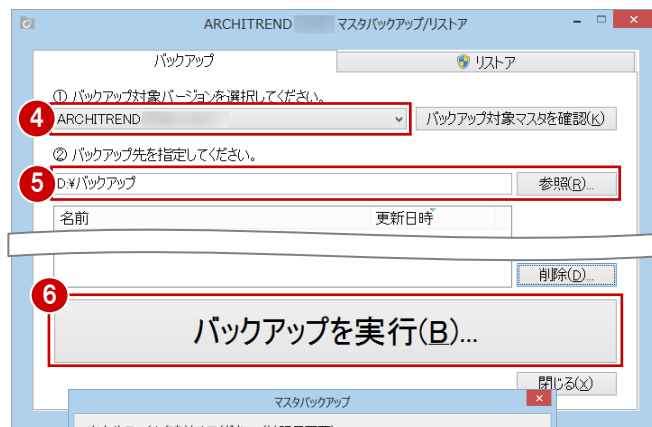 ARCHITREND マスタバックアップ/リストア
バックアップ
リストア
① バックアップ対象バージョンを選択してください。
4
ARCHITREND
バックアップ対象マスタを確認(K)
② バックアップ先を指定してください。
5
D:¥バックアップ
参照(R)...
名前
更新日時
削除(D)...
6
バックアップを実行(B)...
閉じる(X)
マスタバックアップ